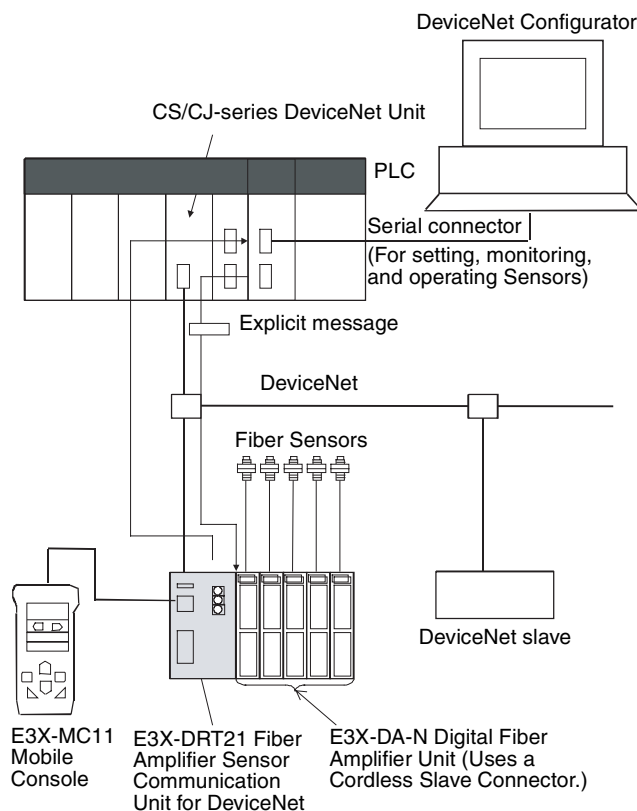 DeviceNet Configurator
CS/CJ-series DeviceNet Unit
PLC
Serial connector
(For setting, monitoring,
and operating Sensors)
Explicit message
DeviceNet
Fiber Sensors
DeviceNet slave
E3X-MC11
Mobile
Console
E3X-DRT21 Fiber
Amplifier Sensor
Communication
Unit for DeviceNet
E3X-DA-N Digital Fiber
Amplifier Unit (Uses a
Cordless Slave Connector.)